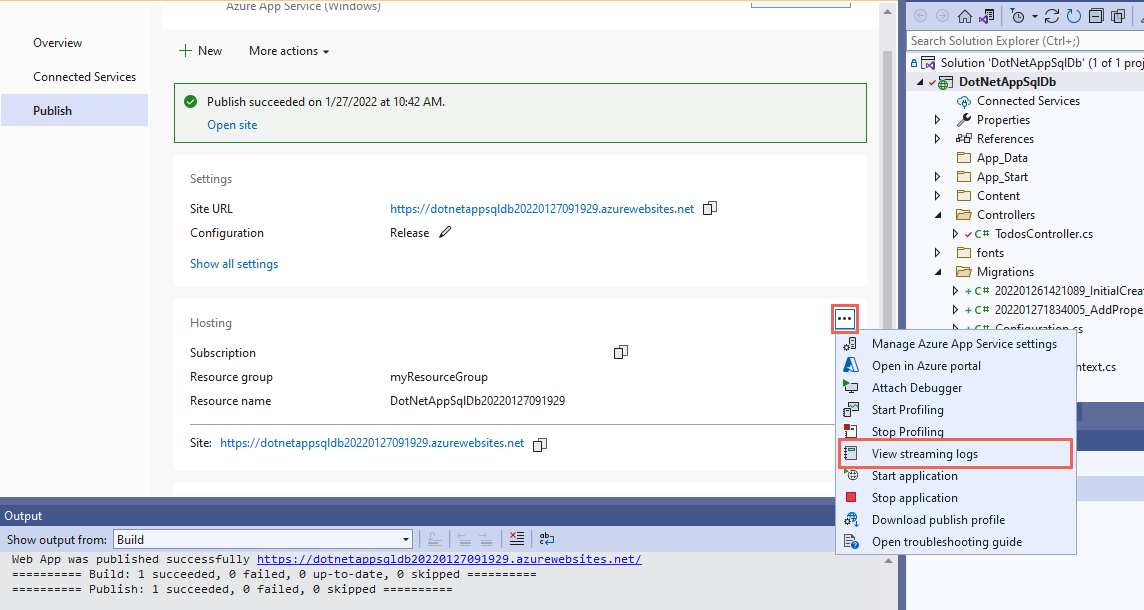 Azure App Service (Windows)
Overview
Connected Services
Publish
New
More actions
Publish succeeded on 1/27/2022 at 10:42 AM.
Open site
Settings
Site URL
https://dotnetappsqldb20220127091929.azurewebsites.net
Configuration
Release
Show all settings
Hosting
Subscription
Resource group
myResourceGroup
Resource name
DotNetAppSqlDb20220127091929
Site: https://dotnetappsqldb20220127091929.azurewebsites.net
Manage Azure App Service settings
Open in Azure portal
Attach Debugger
Start Profiling
Stop Profiling
View streaming logs
Start application
Stop application
Download publish profile
Open troubleshooting guide
Search Solution Explorer (Ctrl+;)
Solution 'DotNetAppSqlDb' (1 of 1 proj
DotNetAppSqlDb
Connected Services
Properties
References
App_Data
App_Start
Content
Controllers
C# TodosController.cs
fonts
Migrations
+ C# 202201261421089_InitialCrea
+ C# 202201271834005_AddPrope
+ C# Configuration.cs
ntext.cs
Output
Show output from: Build
Web App was published successfully https://dotnetappsqldb20220127091929.azurewebsites.net/
========== Build: 1 succeeded, 0 failed, 0 up-to-date, 0 skipped ==========
========== Publish: 1 succeeded, 0 failed, 0 skipped ==========